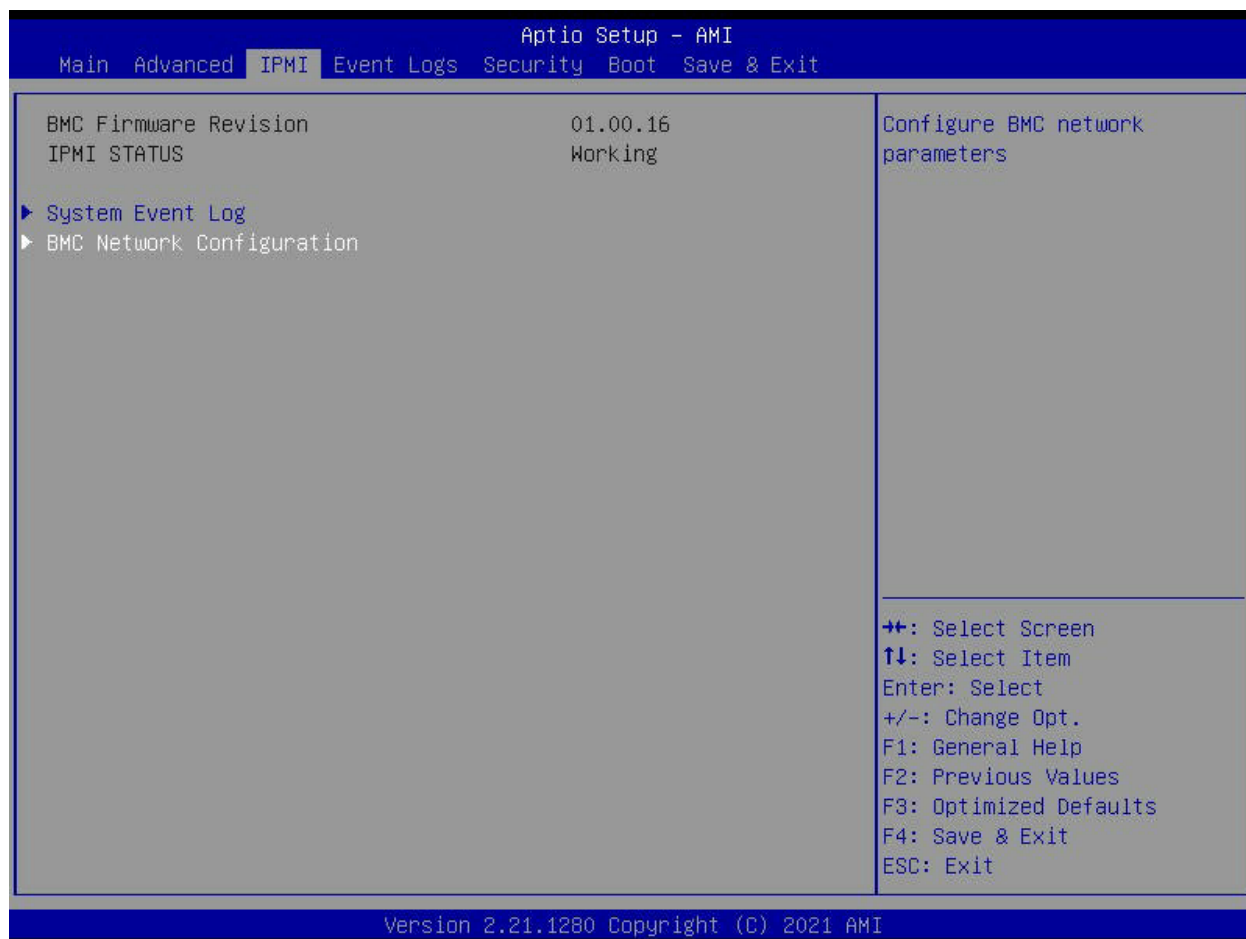 Aptio Setup – AMI
Main Advanced IPMI Event Logs Security Boot Save & Exit
BMC Firmware Revision 01.00.16
IPMI STATUS Working
▶ System Event Log
▶ BMC Network Configuration
Configure BMC network
parameters
→←: Select Screen
↑↓: Select Item
Enter: Select
+/-: Change Opt.
F1: General Help
F2: Previous Values
F3: Optimized Defaults
F4: Save & Exit
ESC: Exit
Version 2.21.1280 Copyright (C) 2021 AMI